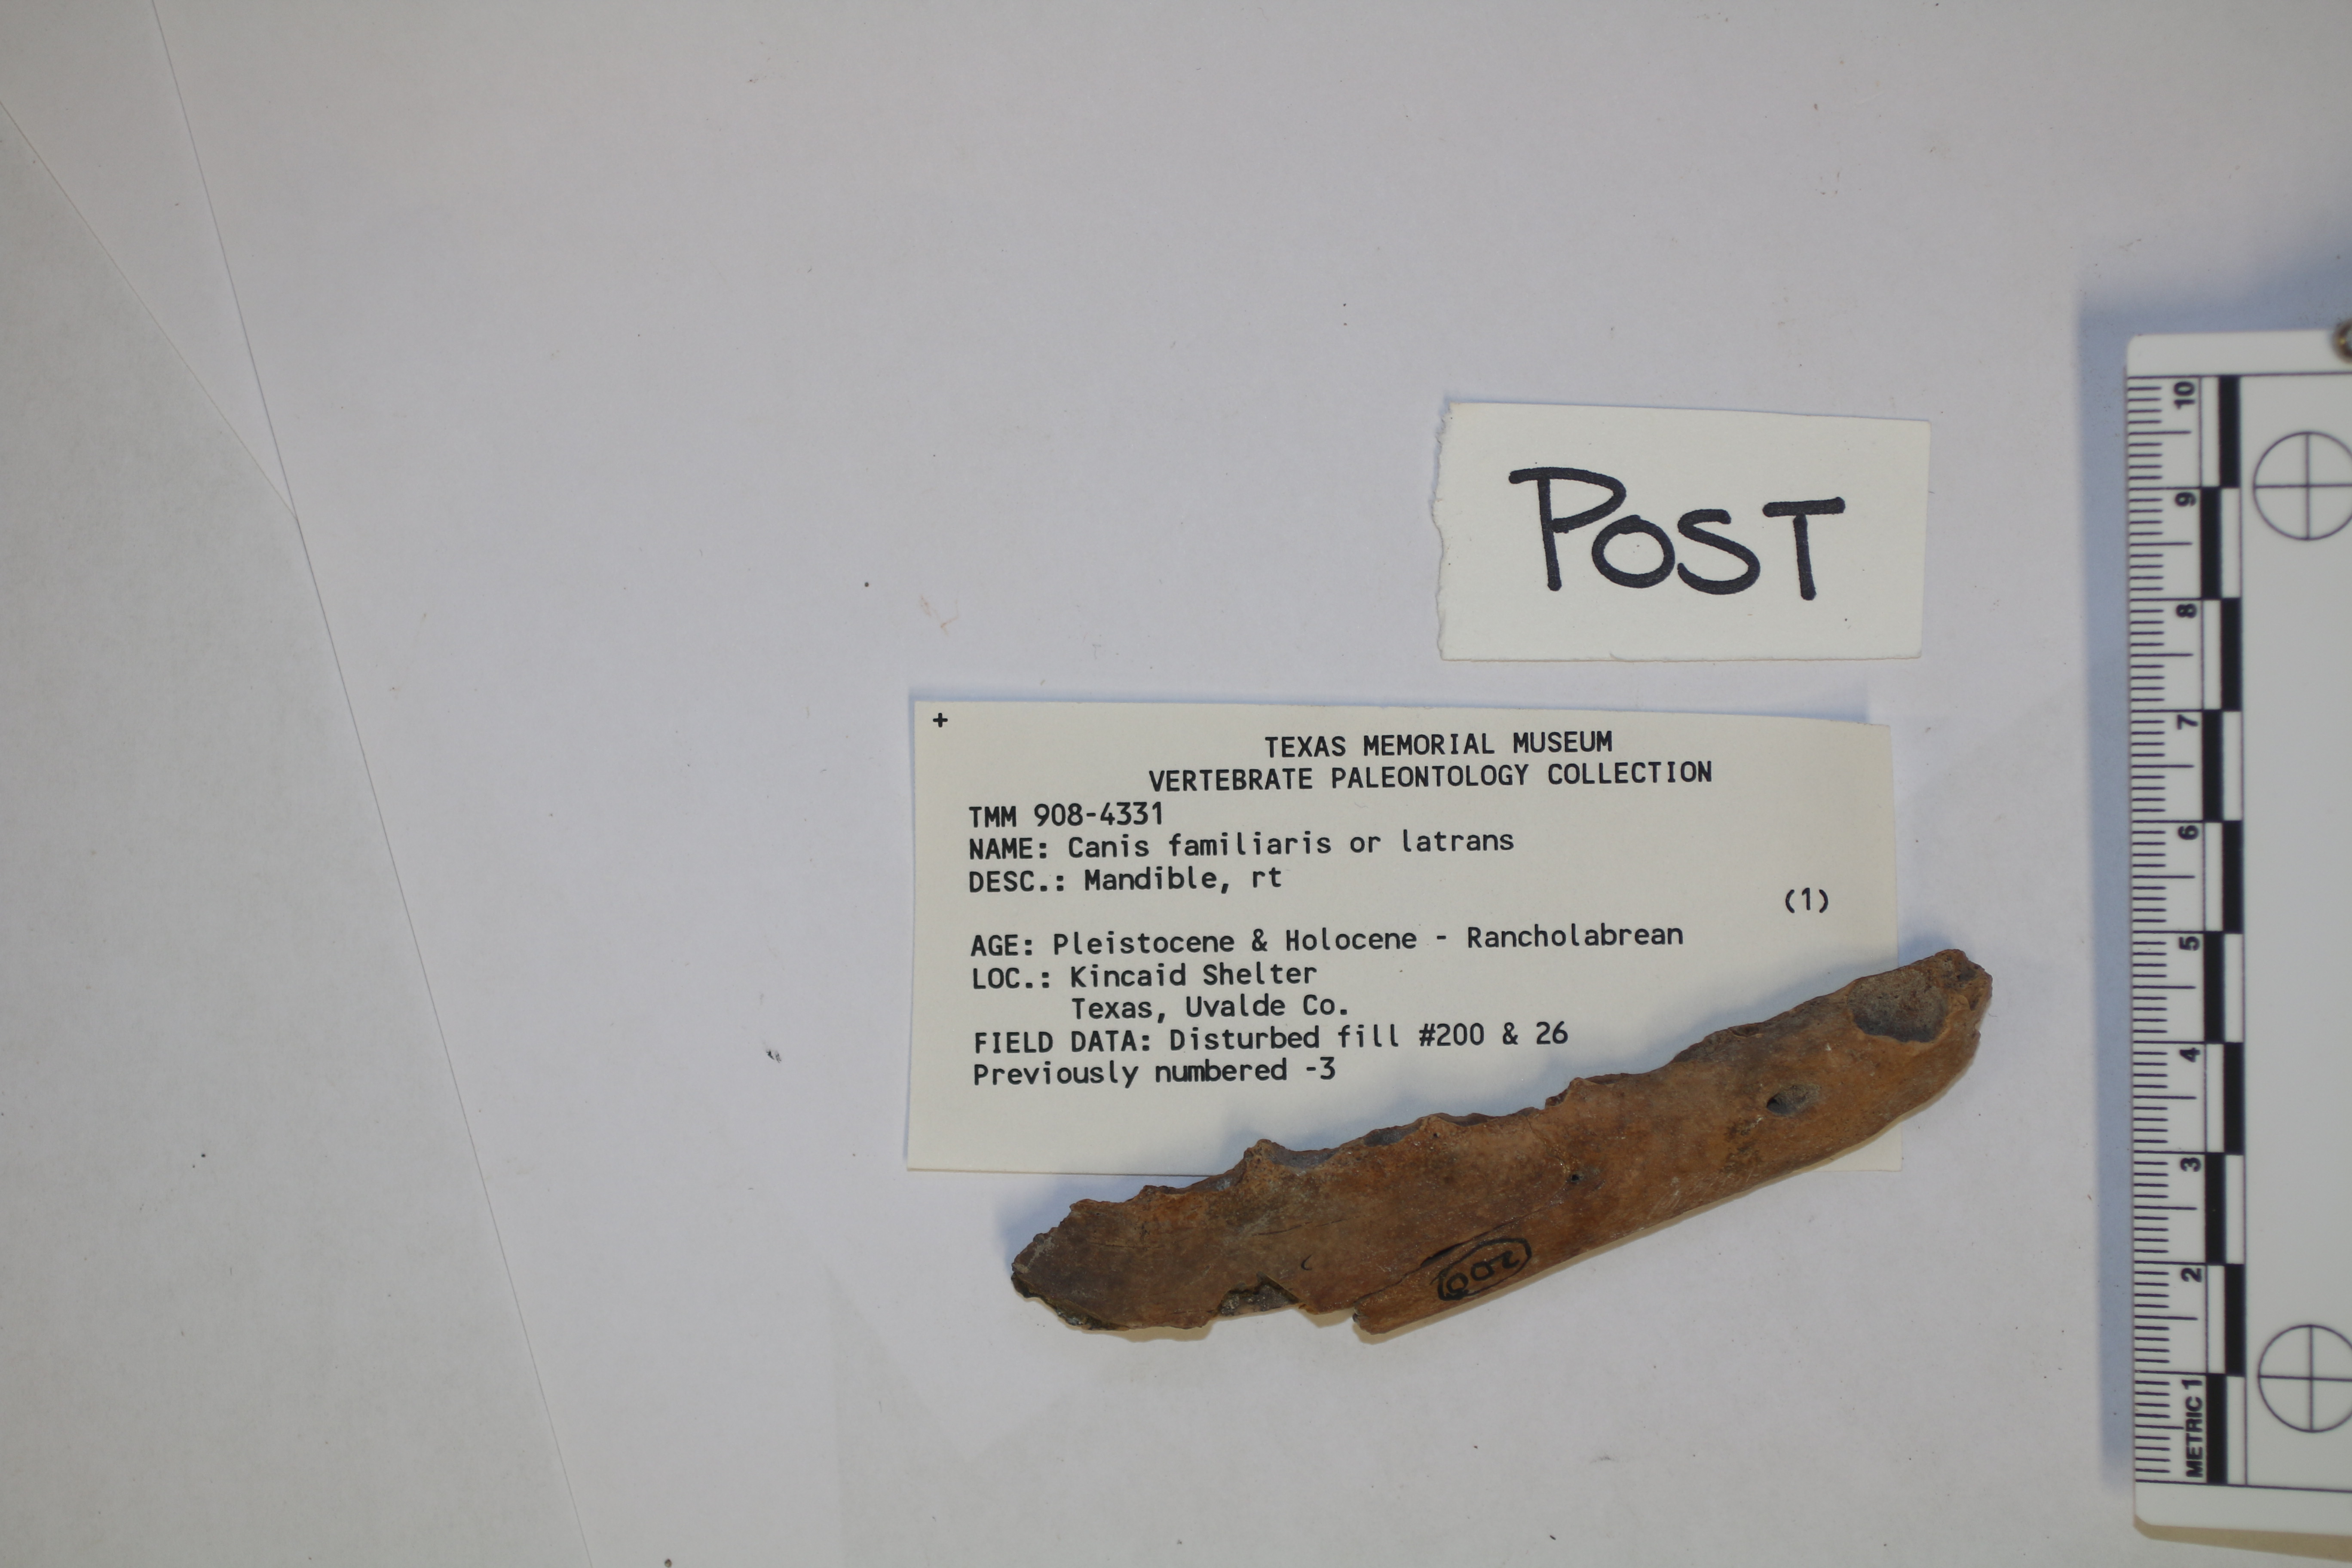 +
TEXAS MEMORIAL MUSEUM
VERTEBRATE PALEONTOLOGY COLLECTION
TMM 908-4331
NAME: Canis familiaris or latrans
DESC.: Mandible, rt
(1)
AGE: Pleistocene & Holocene - Rancholabrean
LOC.: Kincaid Shelter
Texas, Uvalde Co.
FIELD DATA: Disturbed fill #200 & 26
Previously numbered -3
POST
200
METRIC 1 2 3 4 5 6 7 8 9 10